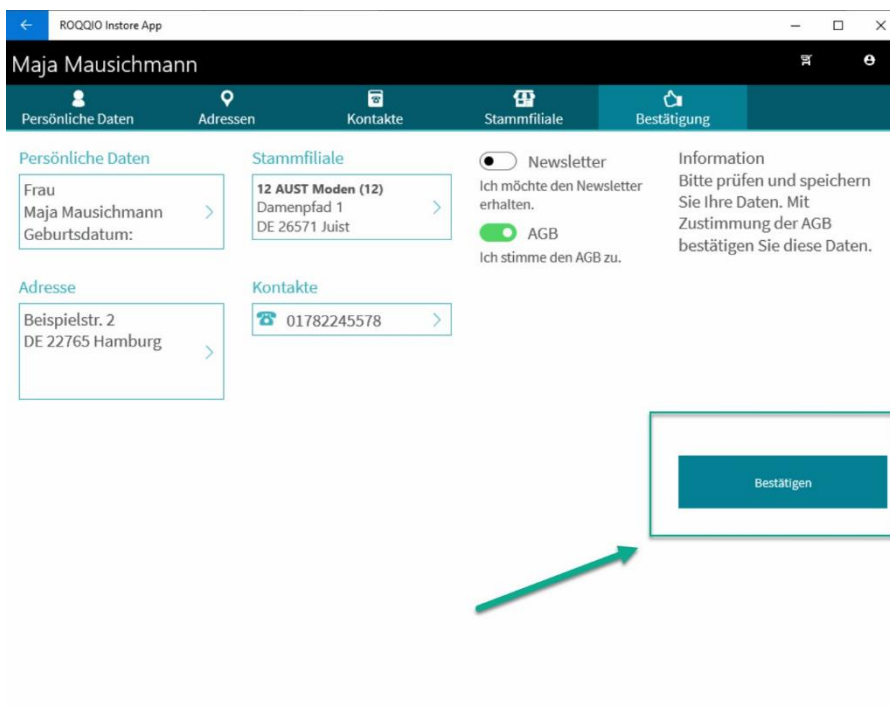 ROQQIO Instore App
Maja Mausichmann
Persönliche Daten
Adressen
Kontakte
Stammfiliale
Bestätigung
Persönliche Daten
Frau
Maja Mausichmann
Geburtsdatum:
Stammfiliale
12 AUST Moden (12)
Damenpfad 1
DE 26571 Juist
Newsletter
Ich möchte den Newsletter
erhalten.
AGB
Ich stimme den AGB zu.
Information
Bitte prüfen und speichern
Sie Ihre Daten. Mit
Zustimmung der AGB
bestätigen Sie diese Daten.
Adresse
Beispielstr. 2
DE 22765 Hamburg
Kontakte
01782245578
Bestätigen